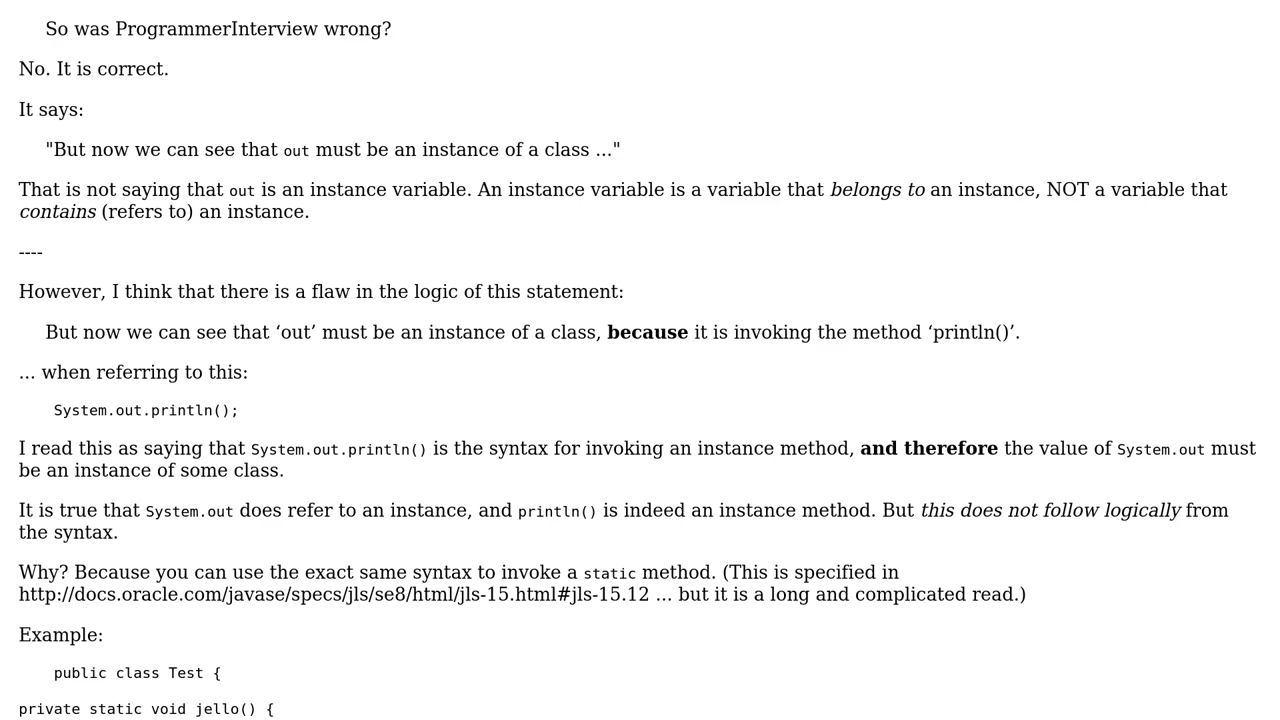 So was ProgrammerInterview wrong?
No. It is correct.
It says:
"But now we can see that out must be an instance of a class ..."
That is not saying that out is an instance variable. An instance variable is a variable that belongs to an instance, NOT a variable that
contains (refers to) an instance.
----
However, I think that there is a flaw in the logic of this statement:
But now we can see that ‘out’ must be an instance of a class, because it is invoking the method ‘println()’.
... when referring to this:
System.out.println();
I read this as saying that System.out.println() is the syntax for invoking an instance method, and therefore the value of System.out must
be an instance of some class.
It is true that System.out does refer to an instance, and println() is indeed an instance method. But this does not follow logically from
the syntax.
Why? Because you can use the exact same syntax to invoke a static method. (This is specified in
http://docs.oracle.com/javase/specs/jls/se8/html/jls-15.html#jls-15.12 ... but it is a long and complicated read.)
Example:
public class Test {
private static void jello() {